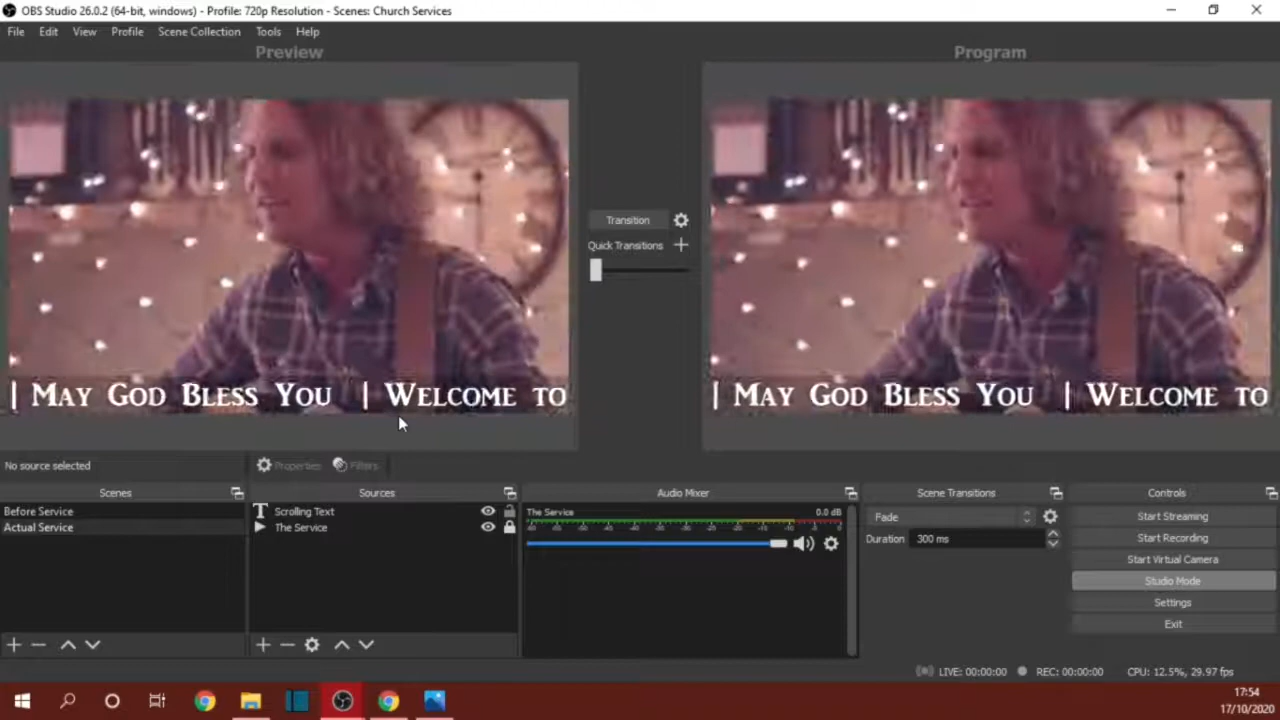 OBS Studio 26.0.2 (64-bit, windows) - Profile: 720p Resolution - Scenes: Church Services
File Edit View Profile Scene Collection Tools Help
Preview
Program
| May God Bless You | Welcome to
| May God Bless You | Welcome to
Transition
Quick Transitions
No source selected
Properties
Filters
Scenes
Before Service
Actual Service
Sources
Scrolling Text
The Service
Audio Mixer
The Service 0.0 dB
Scene Transitions
Fade
Duration 300 ms
Controls
Start Streaming
Start Recording
Start Virtual Camera
Studio Mode
Settings
Exit
LIVE: 00:00:00 REC: 00:00:00 CPU: 12.5%, 29.97 fps
17:54
17/10/2020